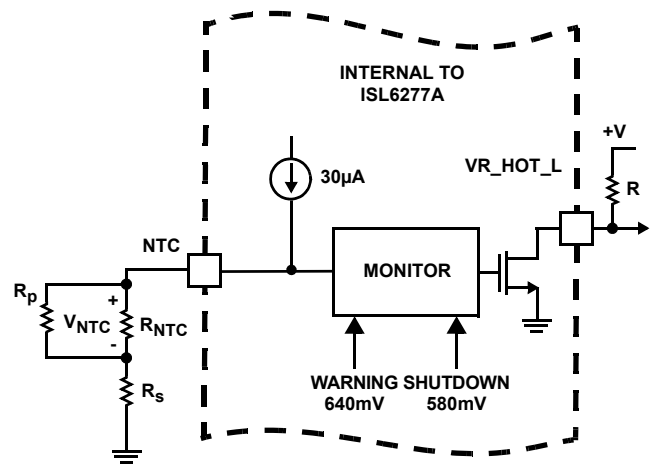 INTERNAL TO
ISL6277A
+V
VR_HOT_L
R
30µA
NTC
MONITOR
Rp
+
VNTC
RNTC
-
Rs
WARNING SHUTDOWN
640mV 580mV